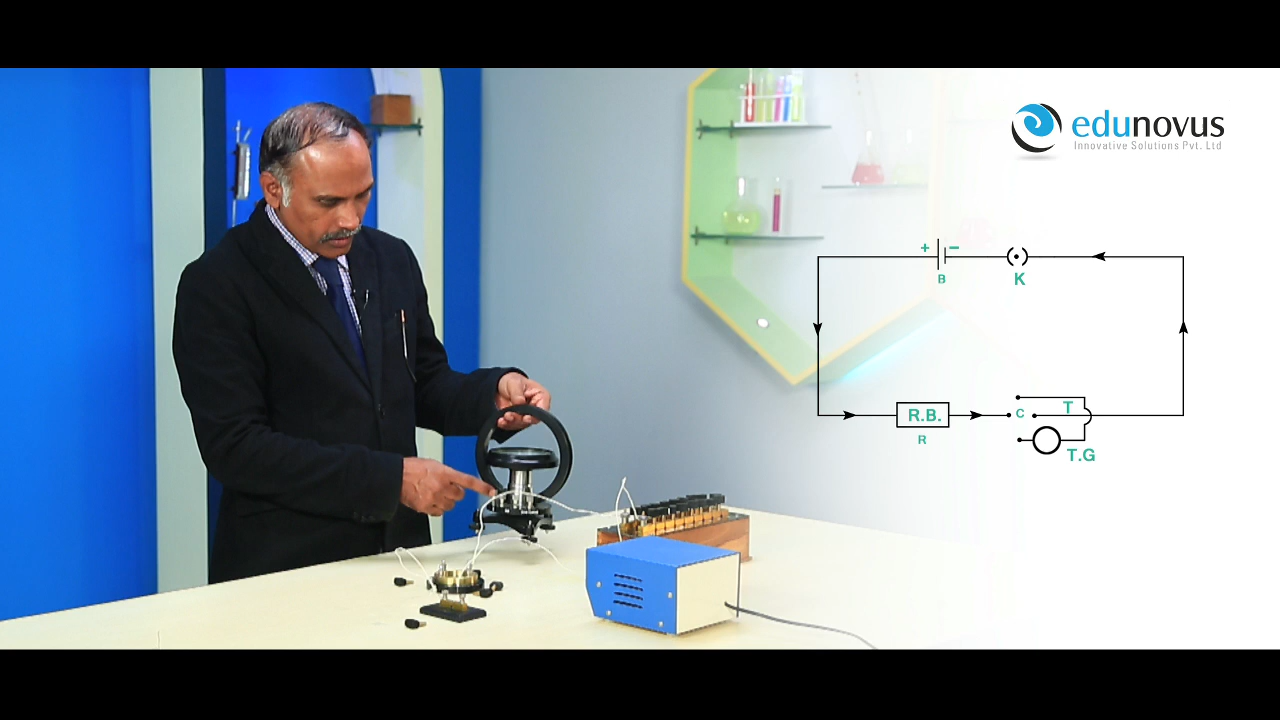 edunovus
Innovative Solutions Pvt. Ltd
+ −
B
K
R.B.
R
C
T
T.G